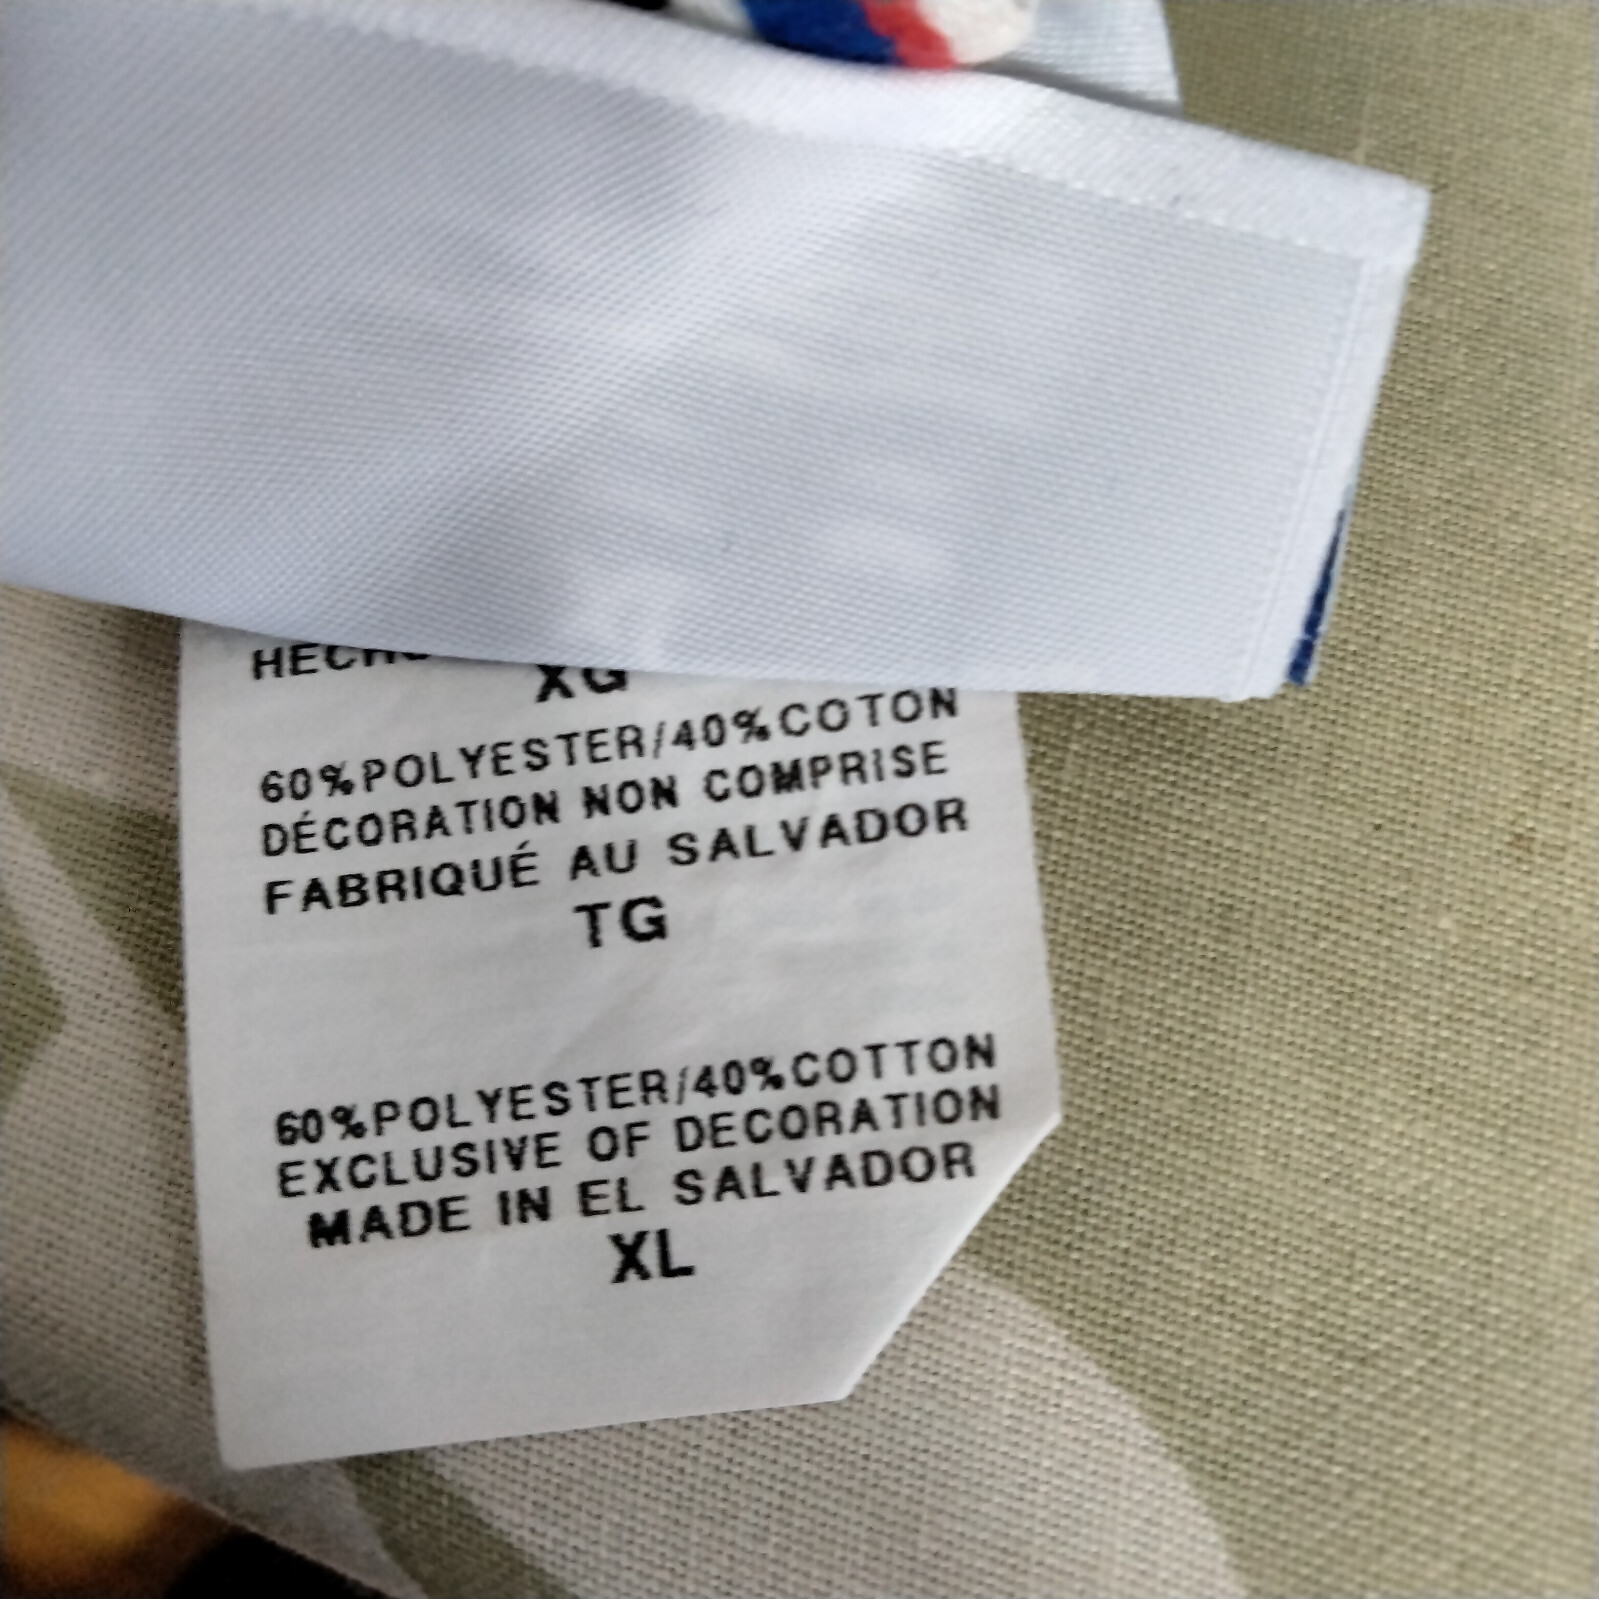 XG
60%POLYESTER/40%COTON
DÉCORATION NON COMPRISE
FABRIQUÉ AU SALVADOR
TG
60%POLYESTER/40%COTTON
EXCLUSIVE OF DECORATION
MADE IN EL SALVADOR
XL